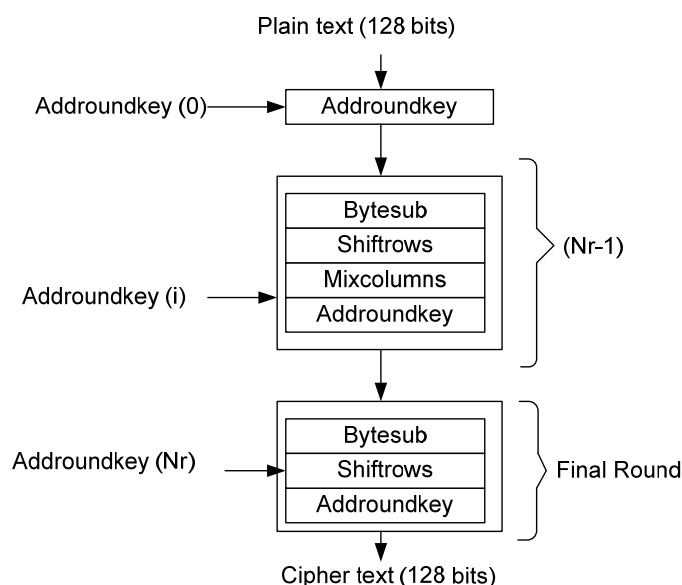 Plain text (128 bits)
Addroundkey (0)
Addroundkey
Bytesub
Shiftrows
Mixcolumns
Addroundkey
Addroundkey (i)
(Nr-1)
Bytesub
Shiftrows
Addroundkey
Addroundkey (Nr)
Final Round
Cipher text (128 bits)